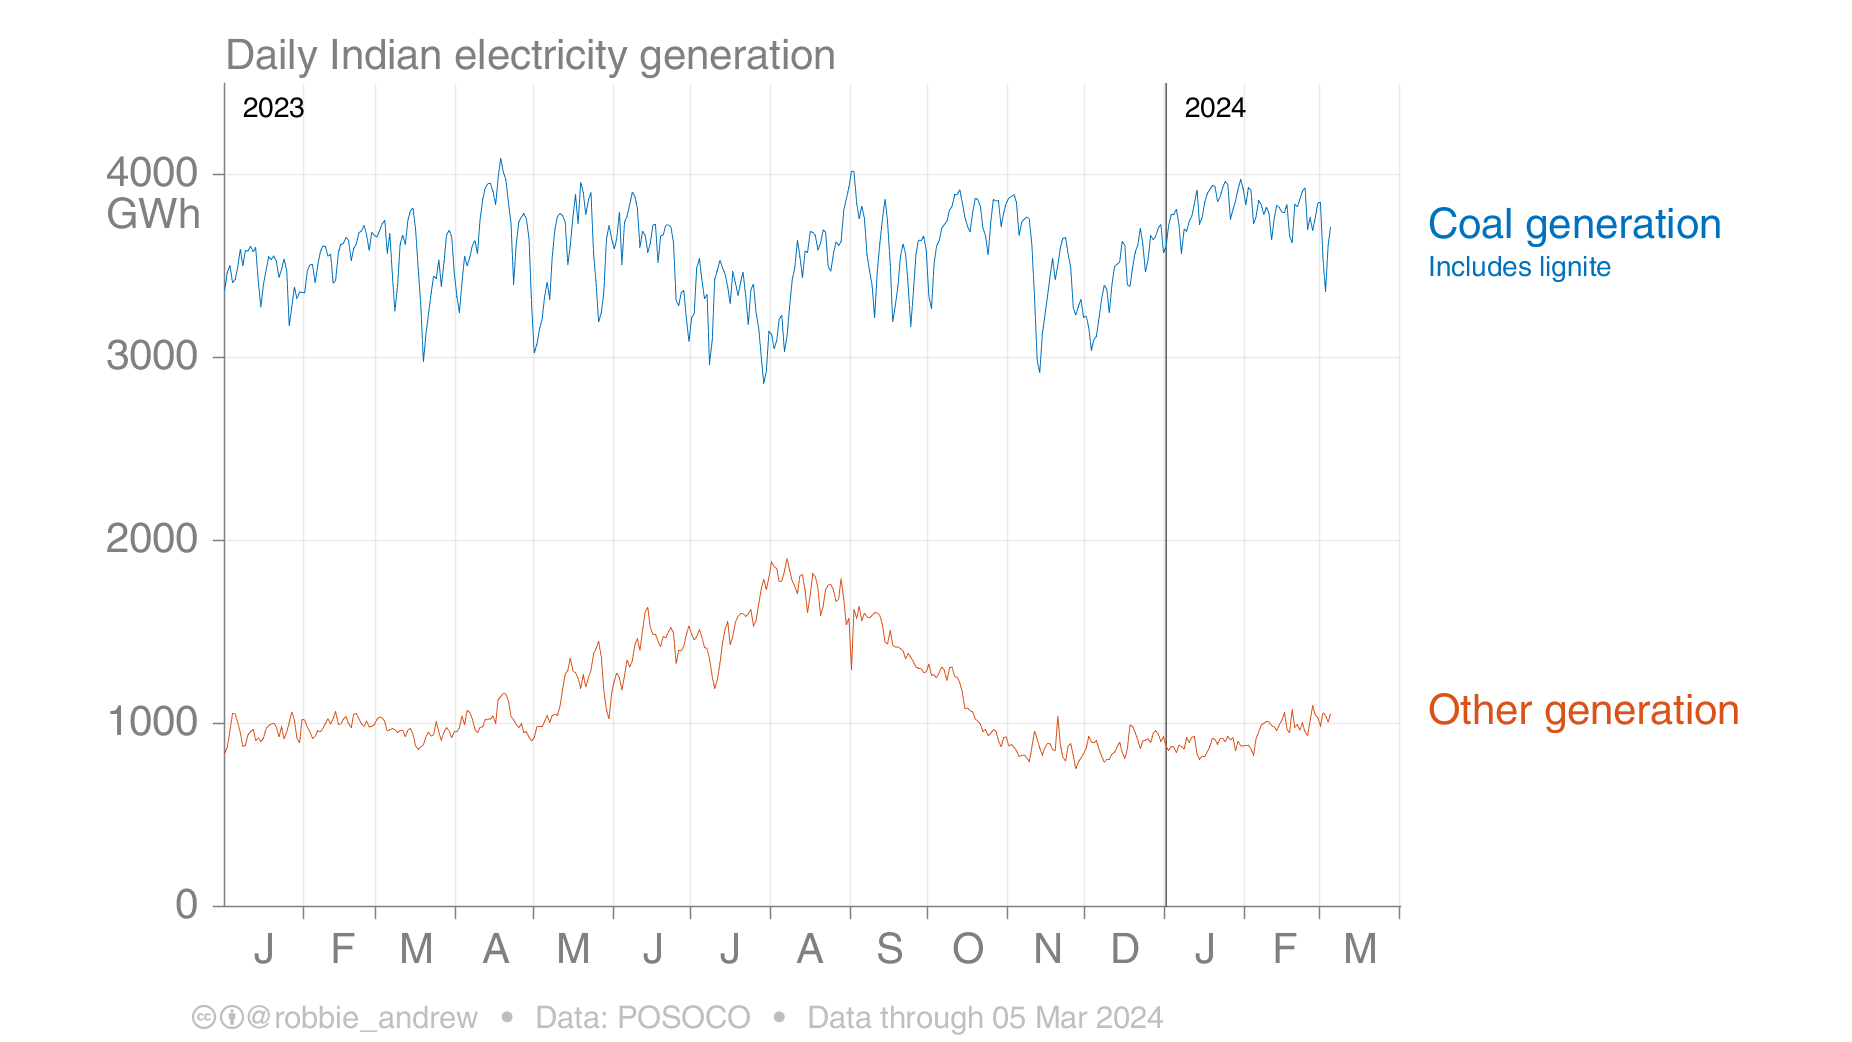 Daily Indian electricity generation
2023
2024
4000
GWh
3000
2000
1000
0
Coal generation
Includes lignite
Other generation
J F M A M J J A S O N D J F M
@robbie_andrew • Data: POSOCO • Data through 05 Mar 2024